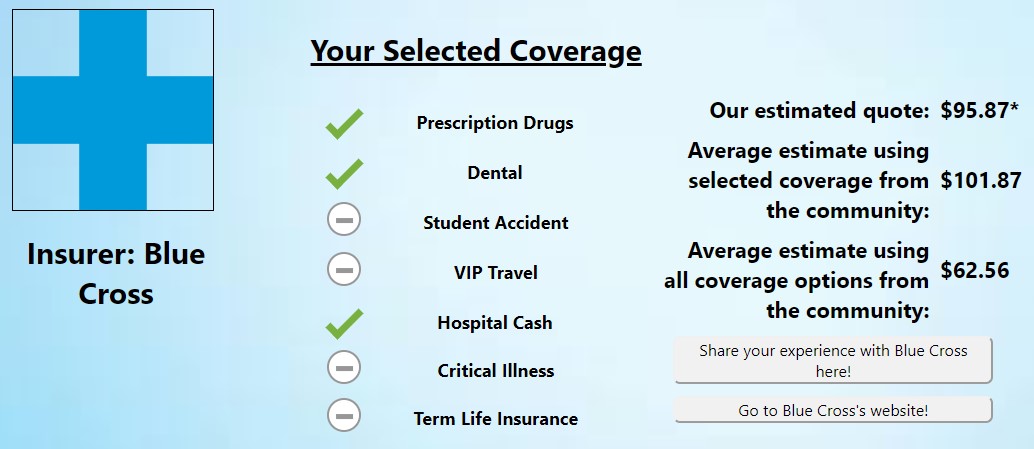 Your Selected Coverage
Insurer: Blue
Cross
Prescription Drugs
Dental
Student Accident
VIP Travel
Hospital Cash
Critical Illness
Term Life Insurance
Our estimated quote: $95.87*
Average estimate using
selected coverage from $101.87
the community:
Average estimate using
all coverage options from $62.56
the community:
Share your experience with Blue Cross
here!
Go to Blue Cross's website!